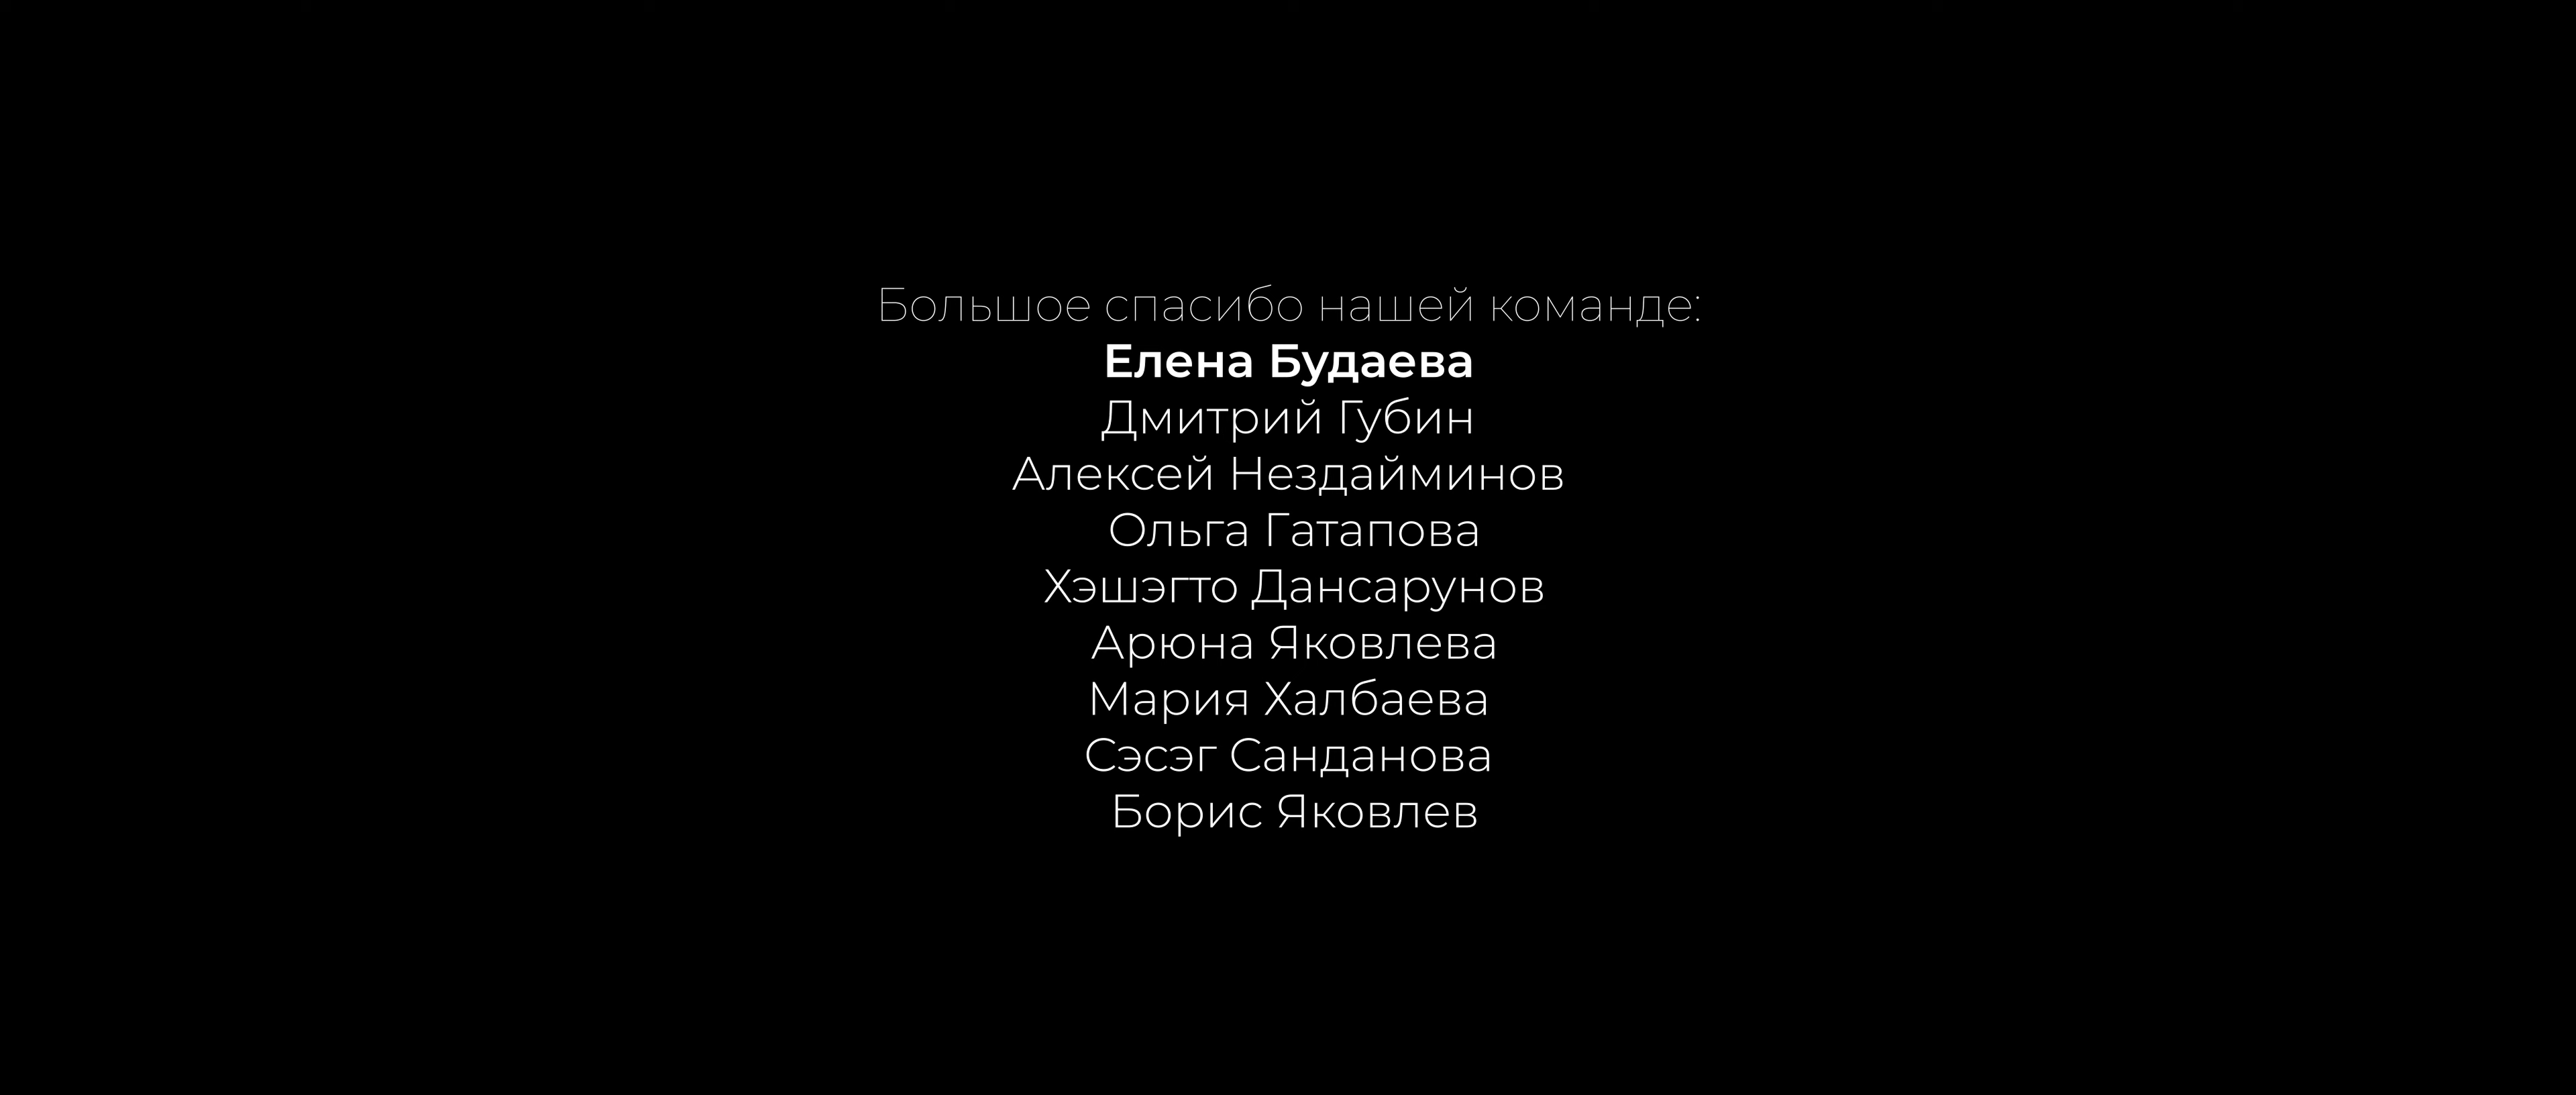 Большое спасибо нашей команде:
Елена Будаева
Дмитрий Губин
Алексей Нездайминов
Ольга Гатапова
Хэшэгто Дансарунов
Арюна Яковлева
Мария Халбаева
Сэсэг Санданова
Борис Яковлев